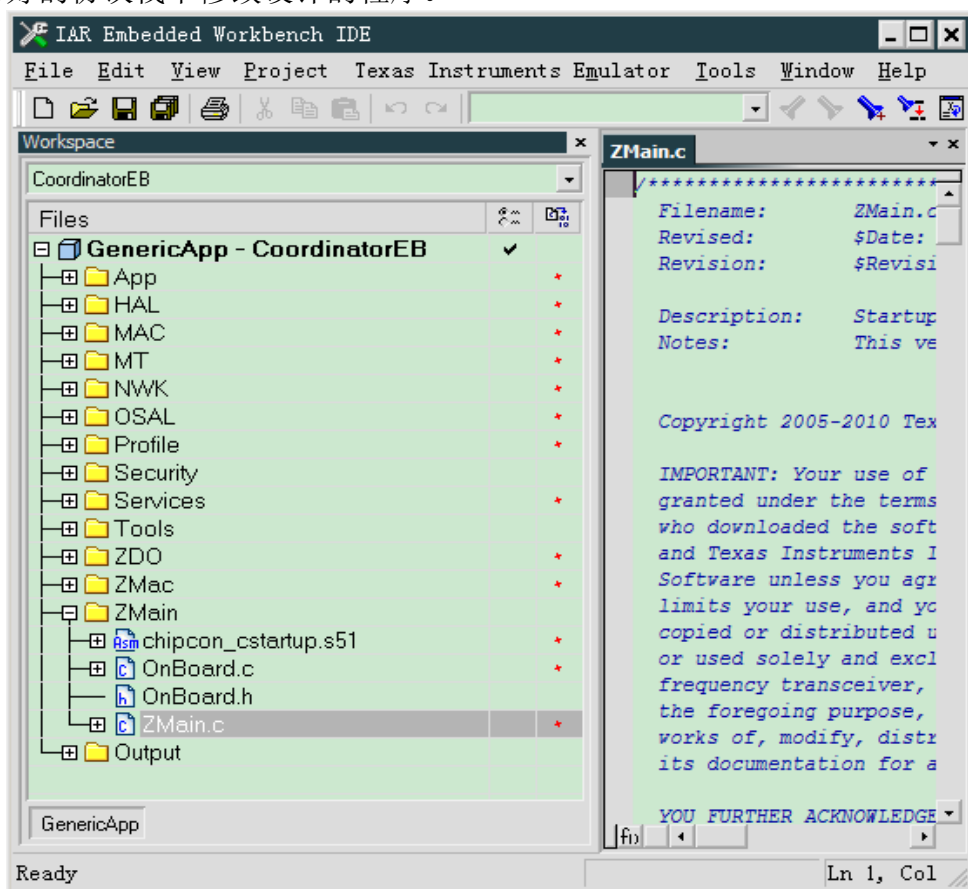 IAR Embedded Workbench IDE
File Edit View Project Texas Instruments Emulator Tools Window Help
Workspace
CoordinatorEB
Files
GenericApp - CoordinatorEB
App
HAL
MAC
MT
NWK
OSAL
Profile
Security
Services
Tools
ZDO
ZMac
ZMain
chipcon_cstartup.s51
OnBoard.c
OnBoard.h
ZMain.c
Output
GenericApp
ZMain.c
/************************
Filename: ZMain.c
Revised: $Date:
Revision: $Revisi
Description: Startup
Notes: This ve
Copyright 2005-2010 Tex
IMPORTANT: Your use of
granted under the terms
who downloaded the soft
and Texas Instruments I
Software unless you agr
limits your use, and yo
copied or distributed u
or used solely and excl
frequency transceiver,
the foregoing purpose,
works of, modify, distr
its documentation for a
YOU FURTHER ACKNOWLEDGE
Ready
Ln 1, Col